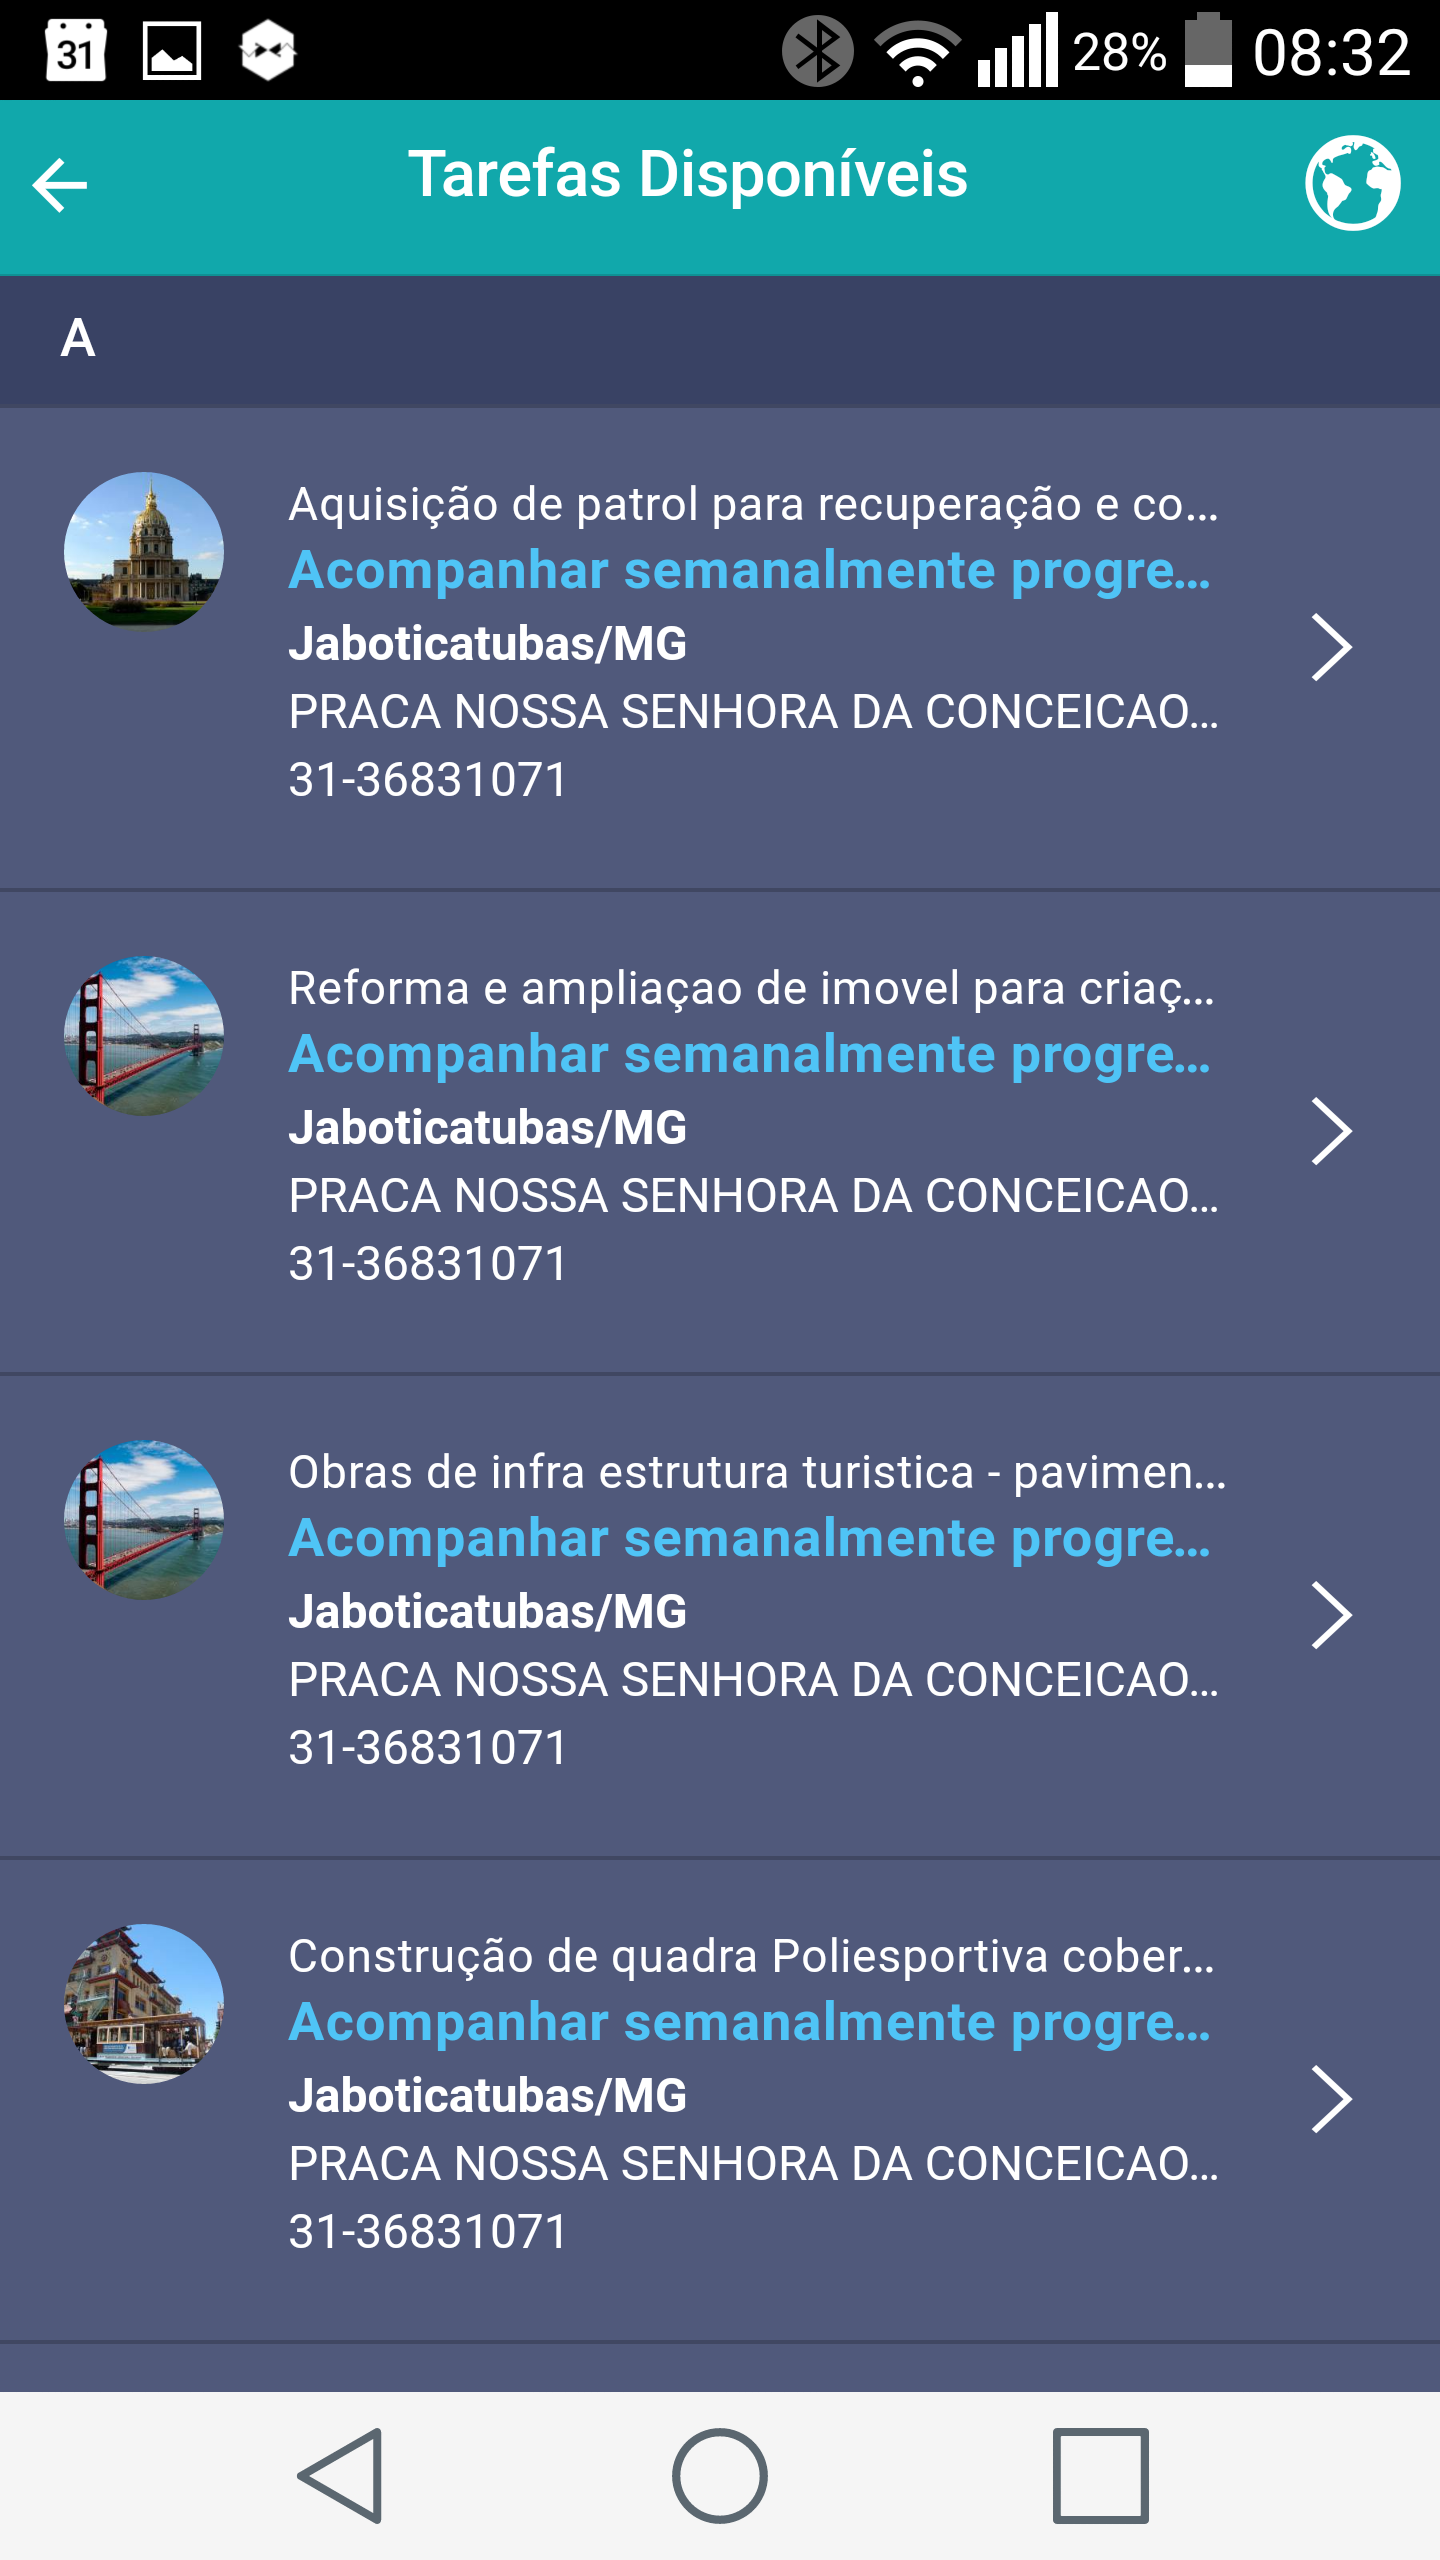 31
28%
08:32
Tarefas Disponíveis
A
Aquisição de patrol para recuperação e co...
Acompanhar semanalmente progre...
Jaboticatubas/MG
PRACA NOSSA SENHORA DA CONCEICAO...
31-36831071
Reforma e ampliaçao de imovel para criaç...
Acompanhar semanalmente progre...
Jaboticatubas/MG
PRACA NOSSA SENHORA DA CONCEICAO...
31-36831071
Obras de infra estrutura turistica - pavimen...
Acompanhar semanalmente progre...
Jaboticatubas/MG
PRACA NOSSA SENHORA DA CONCEICAO...
31-36831071
Construção de quadra Poliesportiva cober...
Acompanhar semanalmente progre...
Jaboticatubas/MG
PRACA NOSSA SENHORA DA CONCEICAO...
31-36831071